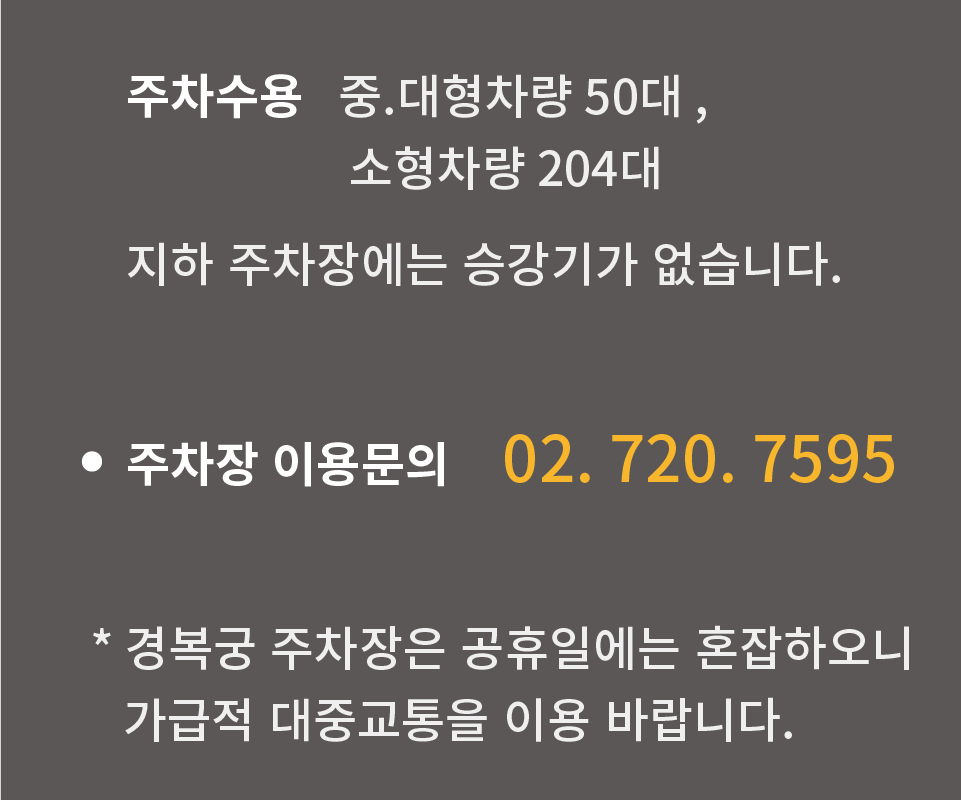 주차수용 중.대형차량 50대 ,
소형차량 204대
지하 주차장에는 승강기가 없습니다.
● 주차장 이용문의 02. 720. 7595
* 경복궁 주차장은 공휴일에는 혼잡하오니
가급적 대중교통을 이용 바랍니다.